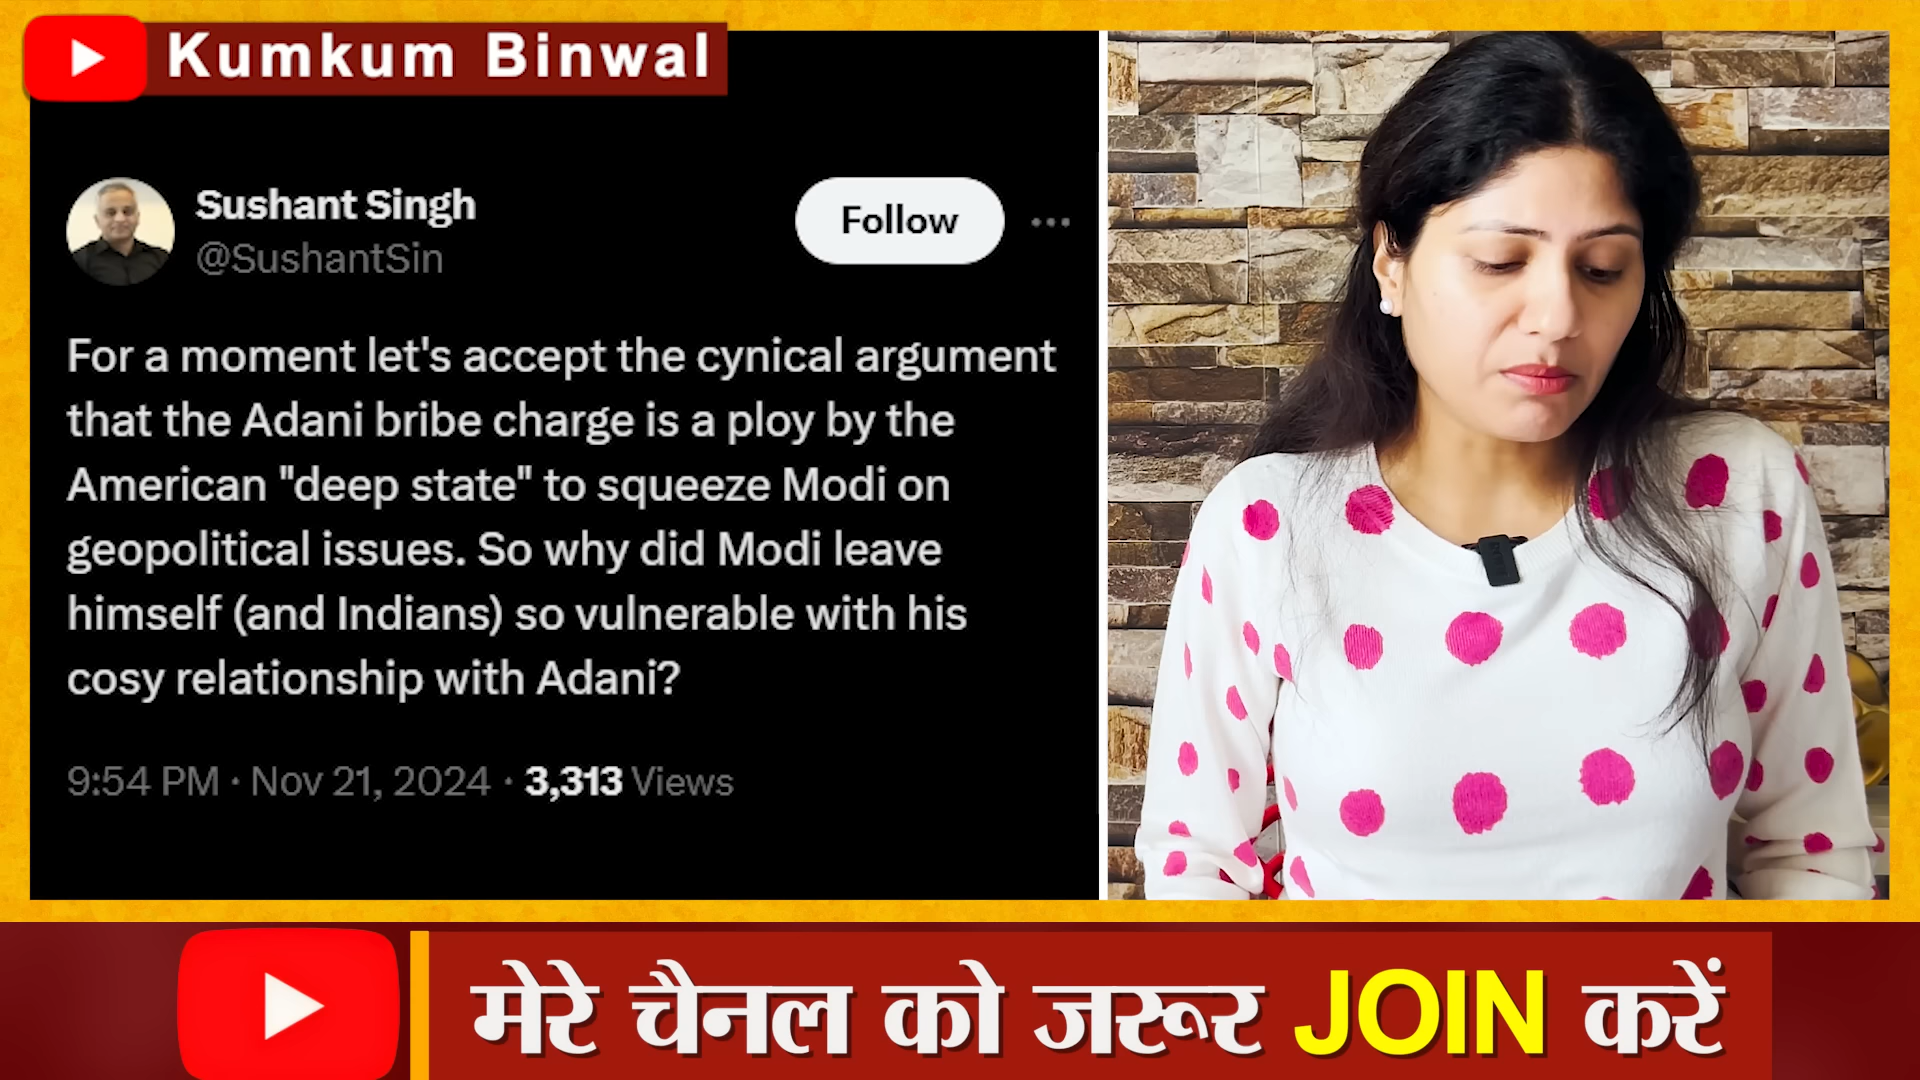 Kumkum Binwal
Sushant Singh
@SushantSin
Follow
For a moment let's accept the cynical argument
that the Adani bribe charge is a ploy by the
American "deep state" to squeeze Modi on
geopolitical issues. So why did Modi leave
himself (and Indians) so vulnerable with his
cosy relationship with Adani?
9:54 PM · Nov 21, 2024 · 3,313 Views
मेरे चैनल को जरूर JOIN करें